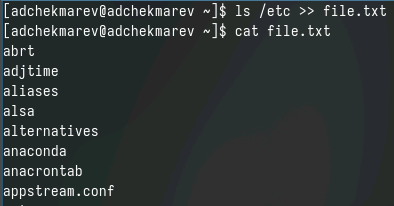 [adchekmarev@adchekmarev ~]$ ls /etc >> file.txt
[adchekmarev@adchekmarev ~]$ cat file.txt
abrt
adjtime
aliases
alsa
alternatives
anaconda
anacrontab
appstream.conf